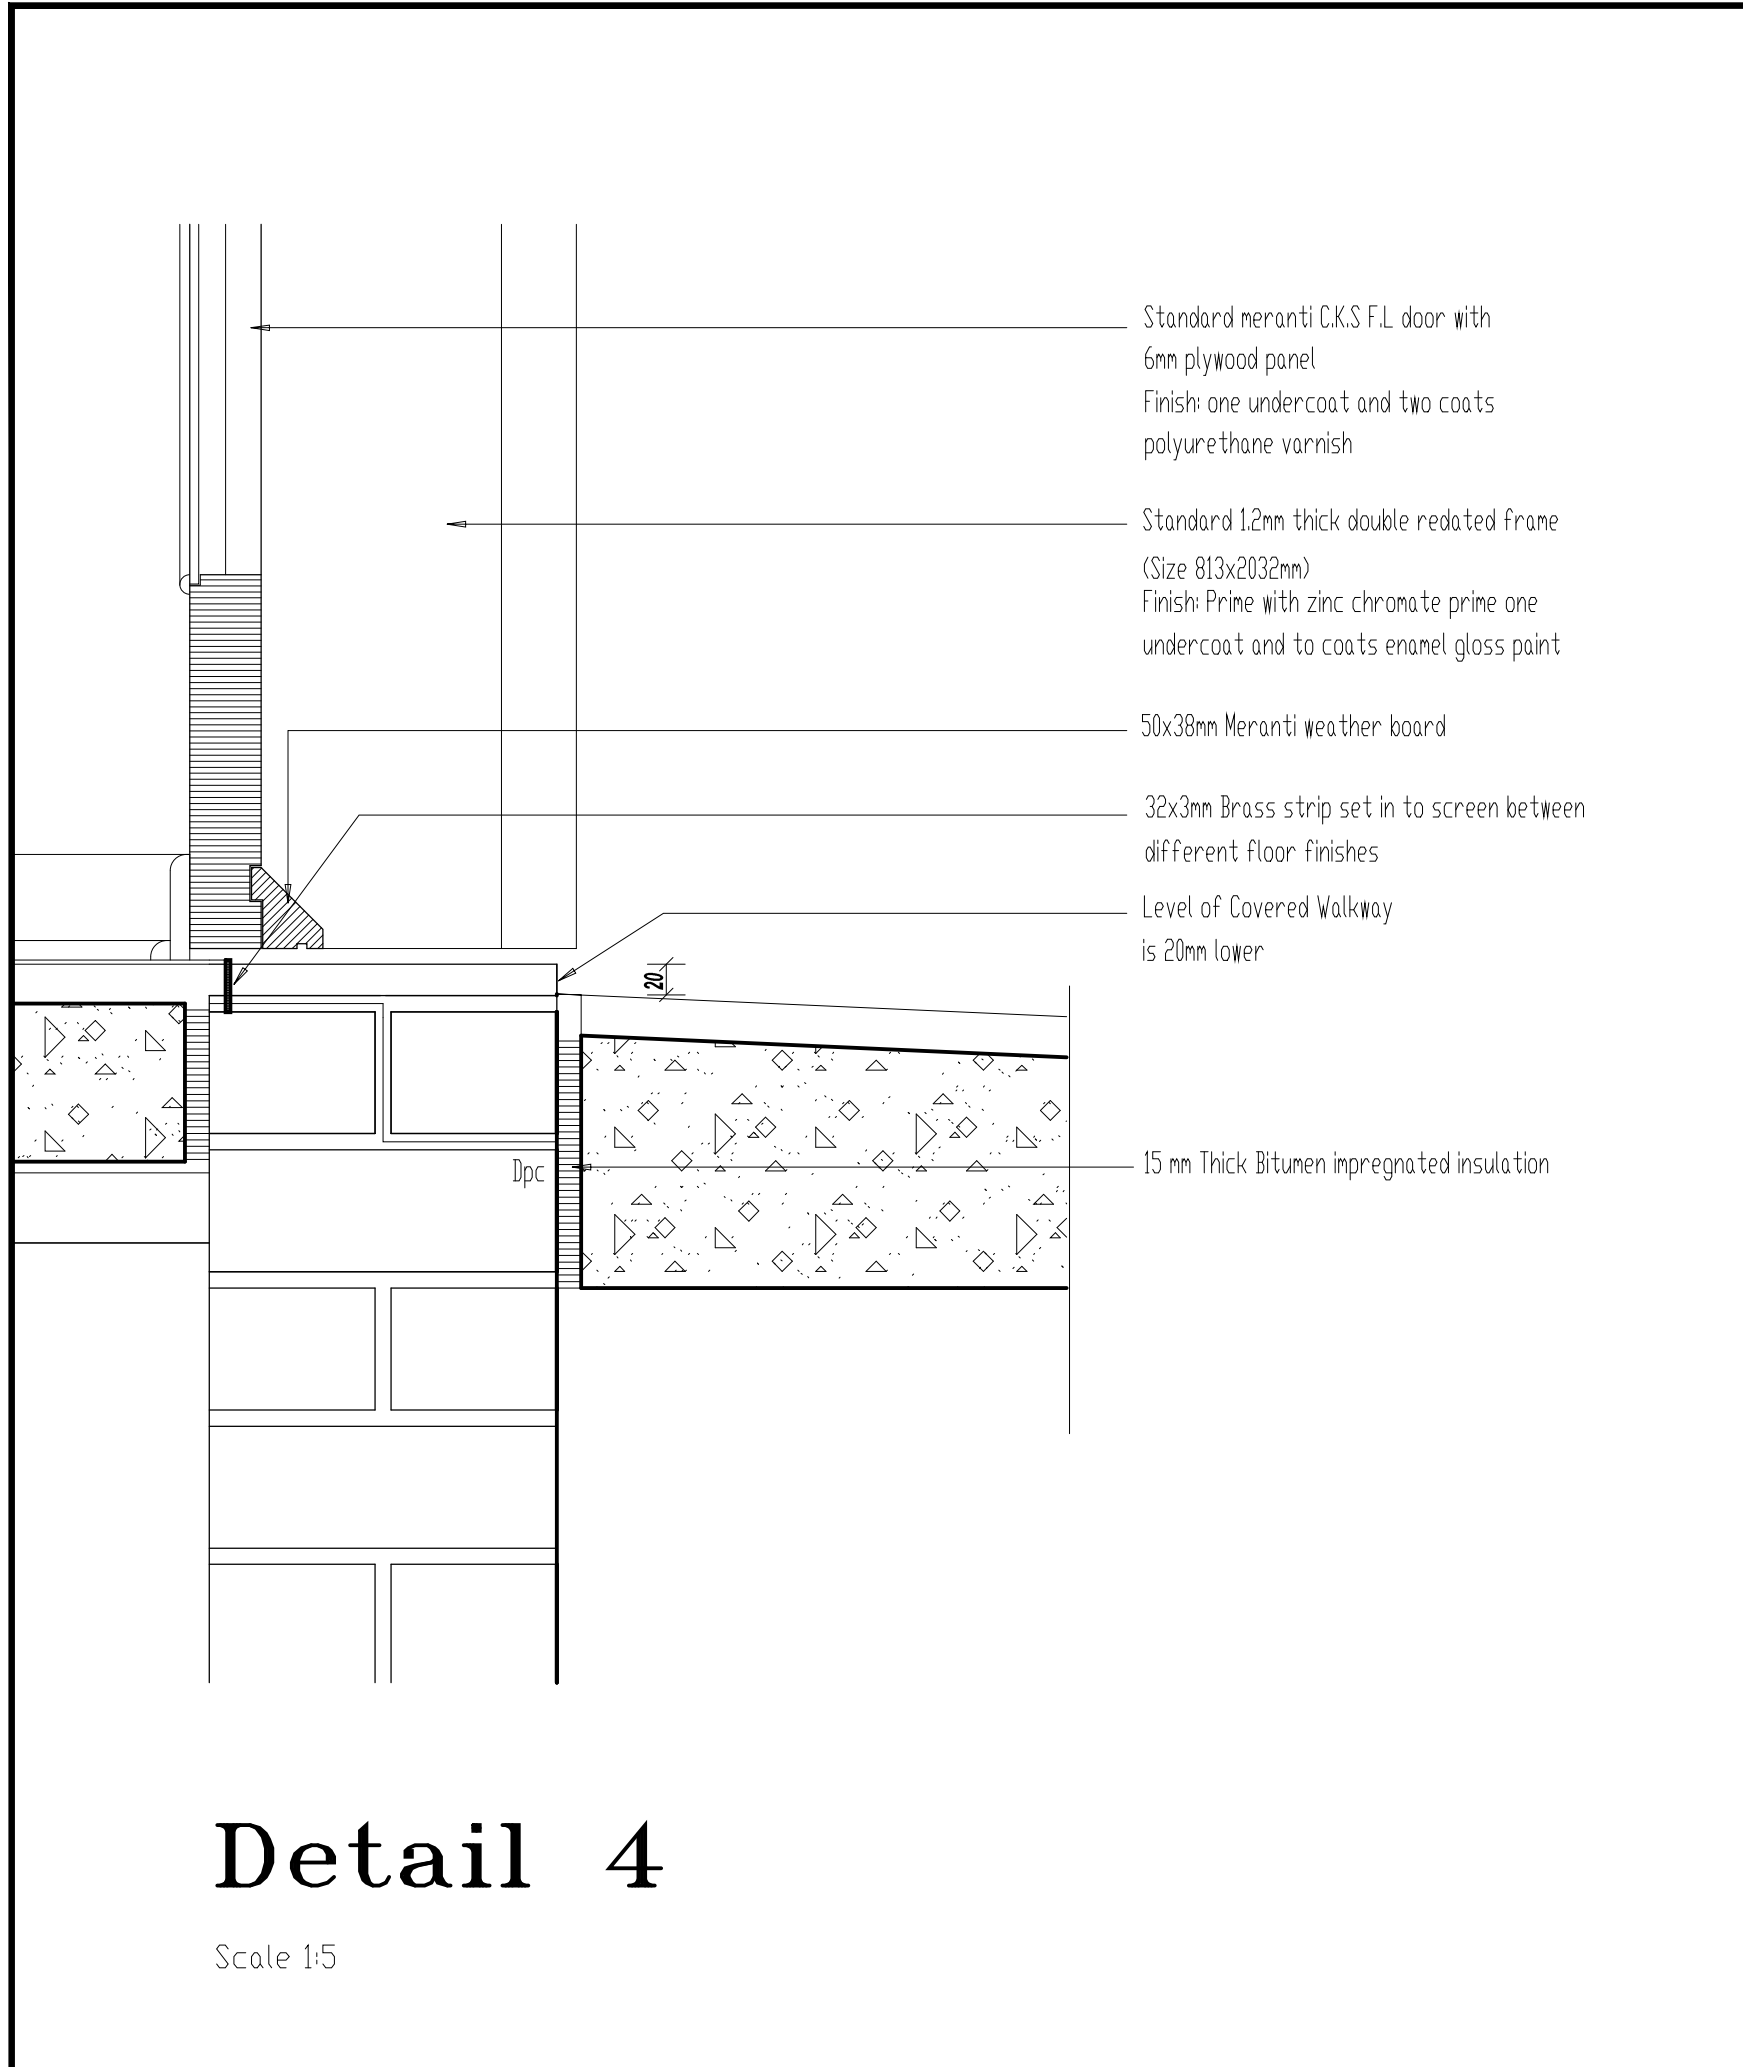 Standard meranti C.K.S F.L door with
6mm plywood panel
Finish: one undercoat and two coats
polyurethane varnish
Standard 1.2mm thick double redated frame
(Size 813x2032mm)
Finish: Prime with zinc chromate prime one
undercoat and to coats enamel gloss paint
50x38mm Meranti weather board
32x3mm Brass strip set in to screen between
different floor finishes
Level of Covered Walkway
is 20mm lower
20
Dpc
15 mm Thick Bitumen impregnated insulation
Detail 4
Scale 1:5